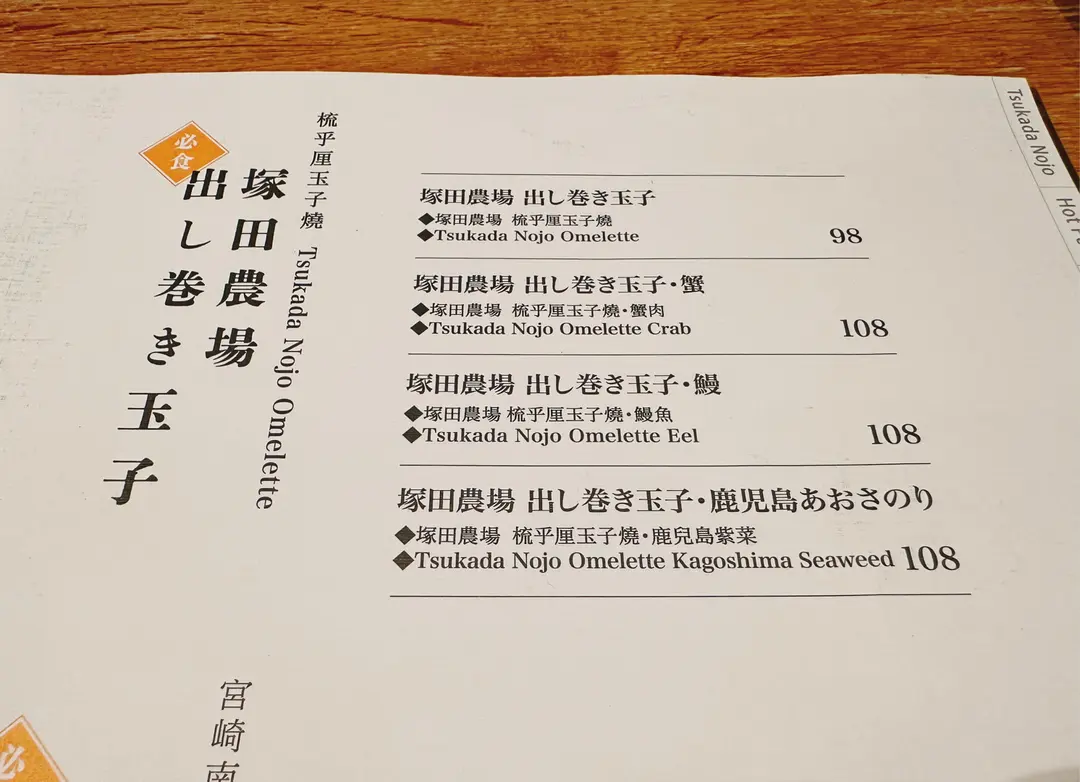 必食
塚田農場
出し巻き玉子
梳乎厘玉子燒 Tsukada Nojo Omelette
塚田農場 出し巻き玉子
◆塚田農場 梳乎厘玉子燒
◆Tsukada Nojo Omelette 98
塚田農場 出し巻き玉子・蟹
◆塚田農場 梳乎厘玉子燒・蟹肉
◆Tsukada Nojo Omelette Crab 108
塚田農場 出し巻き玉子・鰻
◆塚田農場 梳乎厘玉子燒・鰻魚
◆Tsukada Nojo Omelette Eel 108
塚田農場 出し巻き玉子・鹿児島あおさのり
◆塚田農場 梳乎厘玉子燒・鹿兒島紫菜
◆Tsukada Nojo Omelette Kagoshima Seaweed 108
Tsukada Nojo
Hot
宮崎南
必